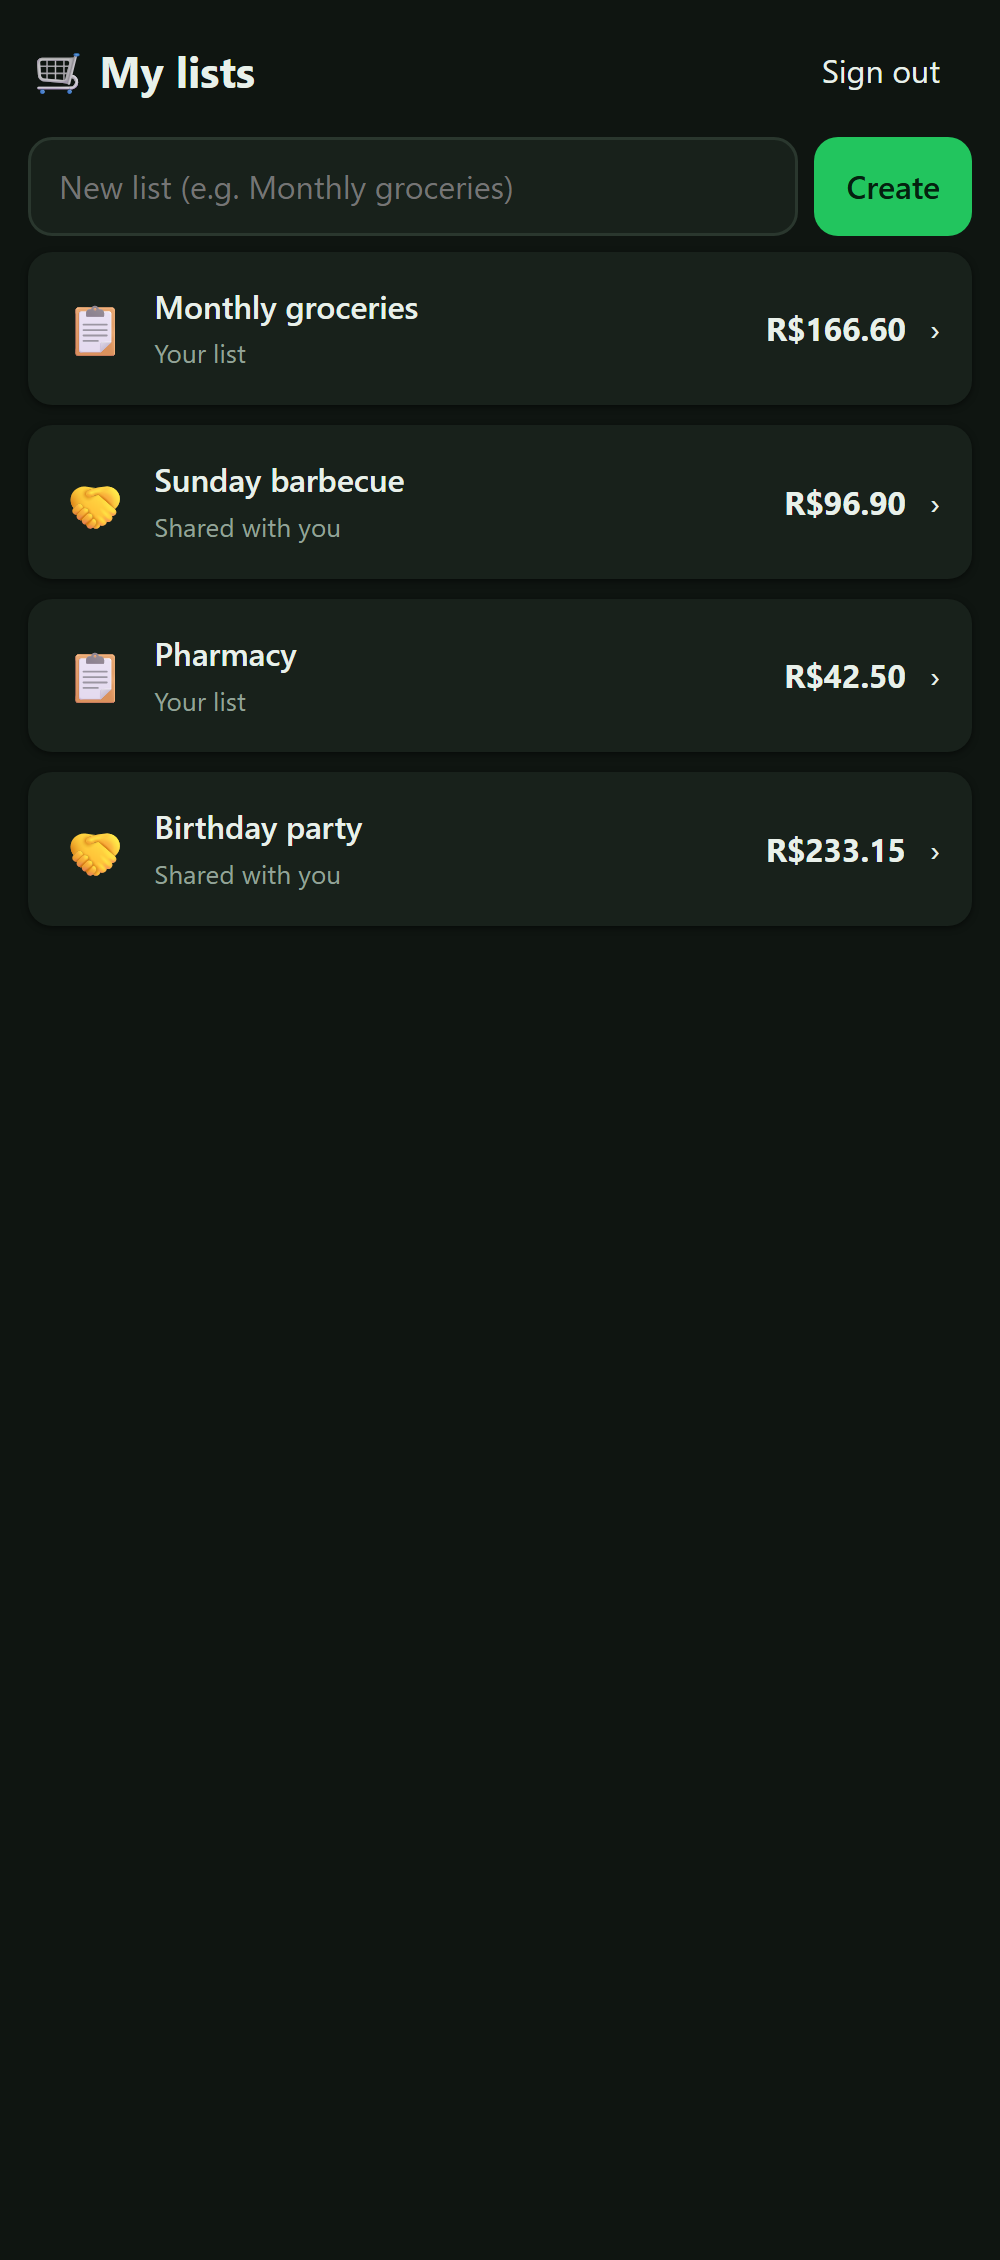 My lists
Sign out
New list (e.g. Monthly groceries)
Create
Monthly groceries
Your list
R$166.60
Sunday barbecue
Shared with you
R$96.90
Pharmacy
Your list
R$42.50
Birthday party
Shared with you
R$233.15